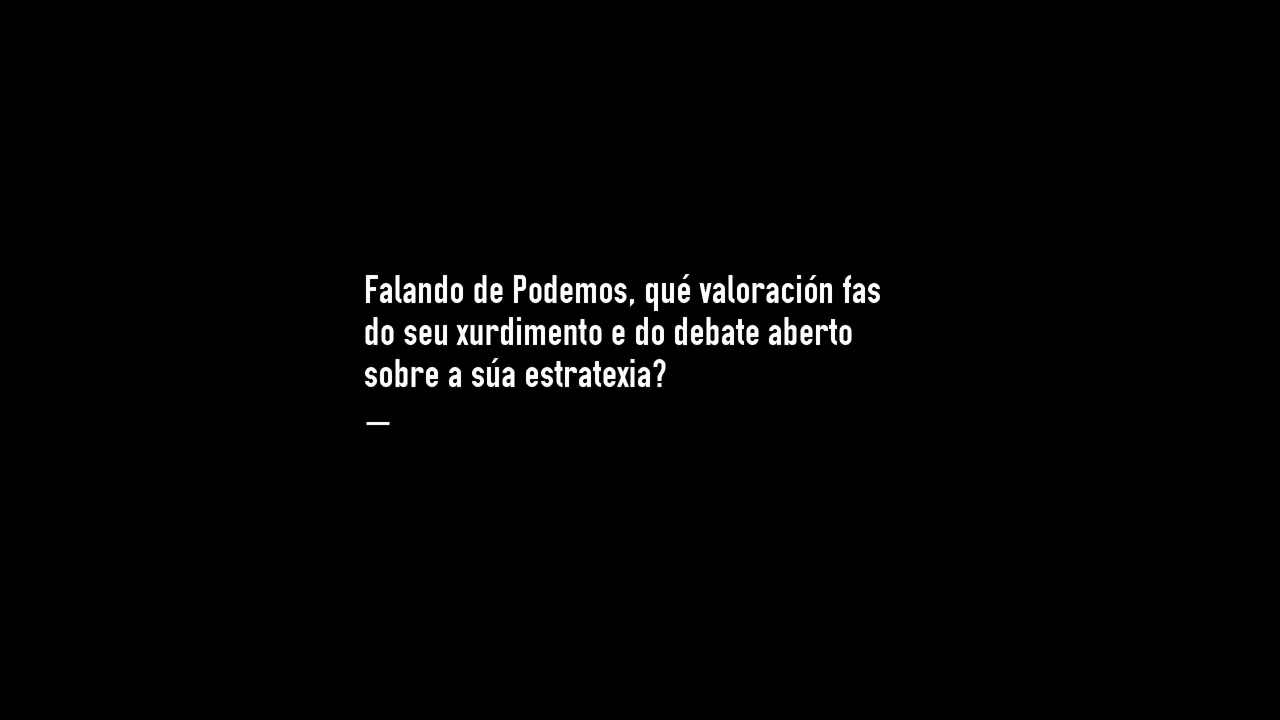 Falando de Podemos, qué valoración fas
do seu xurdimento e do debate aberto
sobre a súa estratexia?
—